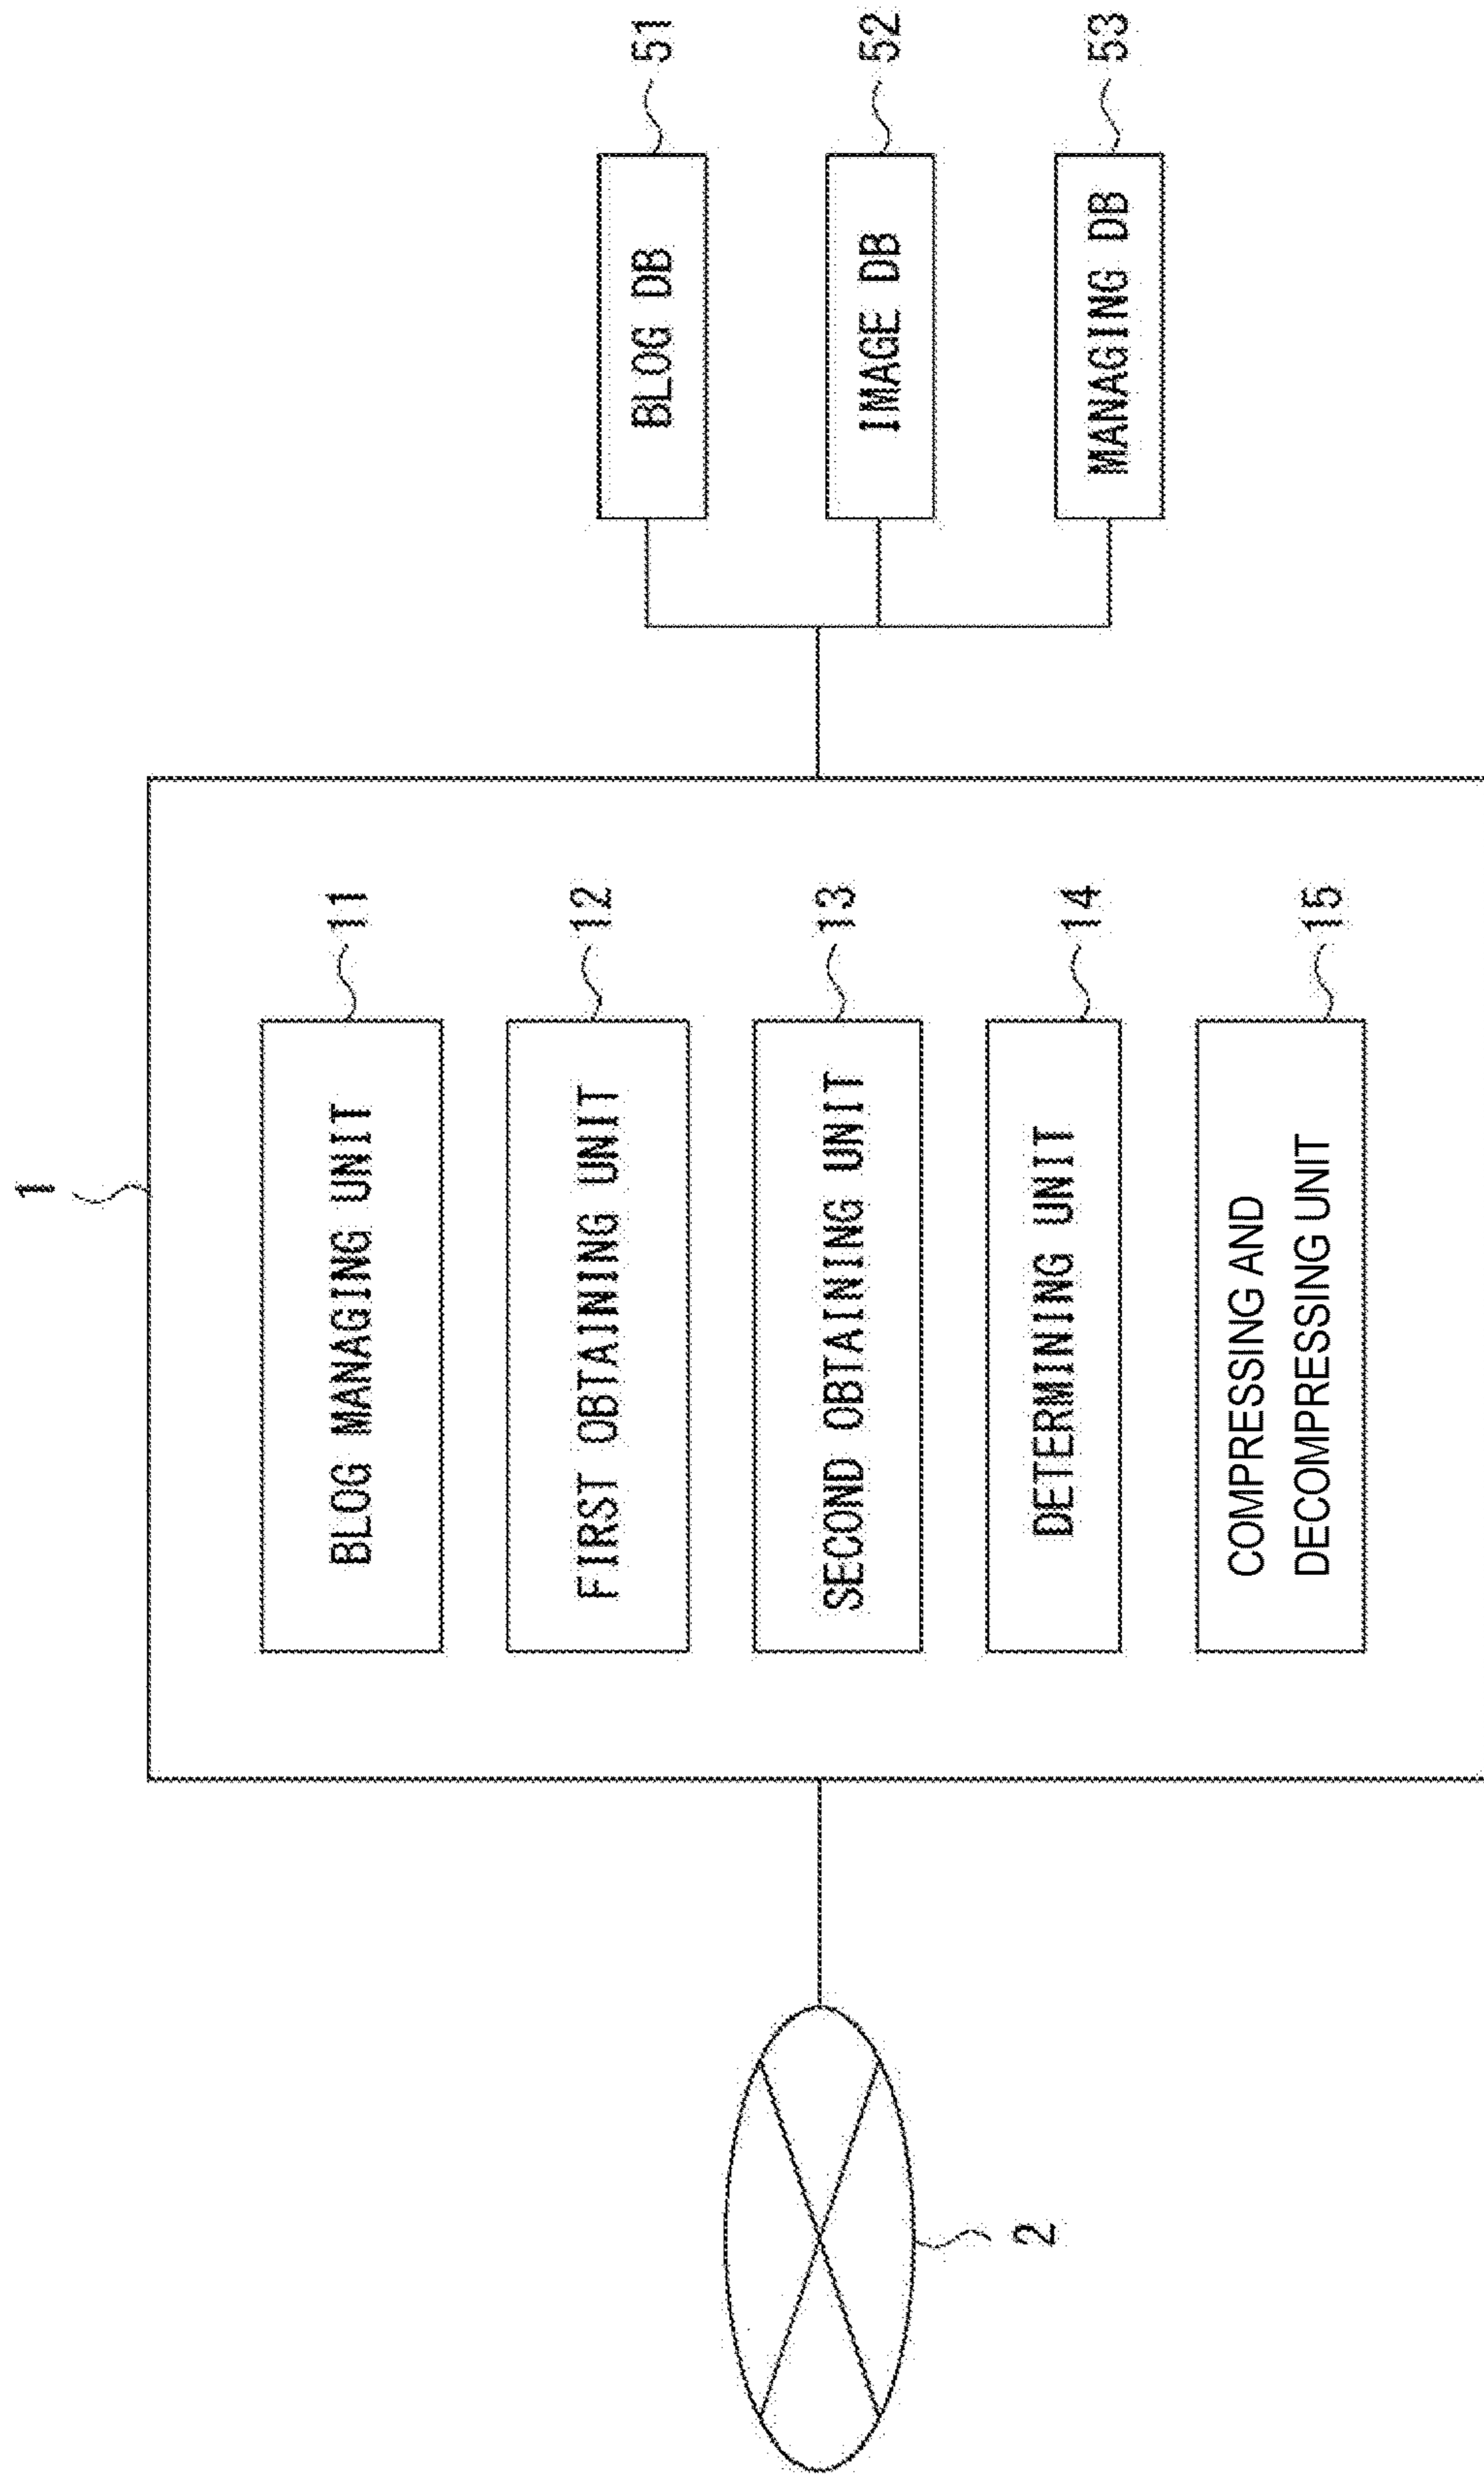 1
BLOG MANAGING UNIT
11
FIRST OBTAINING UNIT
12
SECOND OBTAINING UNIT
13
DETERMINING UNIT
14
COMPRESSING AND
DECOMPRESSING UNIT
15
2
BLOG DB
51
IMAGE DB
52
MANAGING DB
53